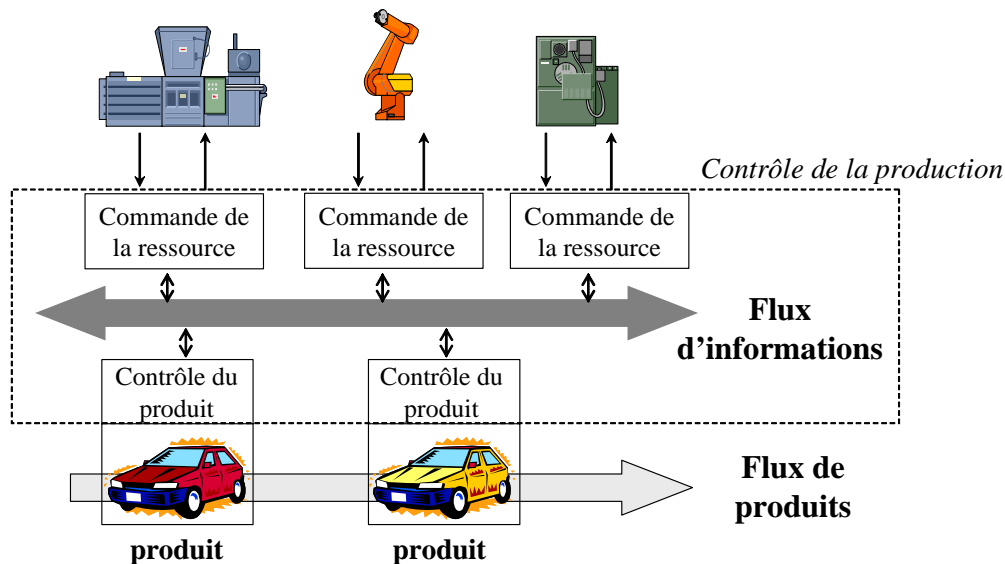 Contrôle de la production
Commande de
la ressource
Commande de
la ressource
Commande de
la ressource
Flux
d’informations
Contrôle du
produit
Contrôle du
produit
Flux de
produits
produit
produit